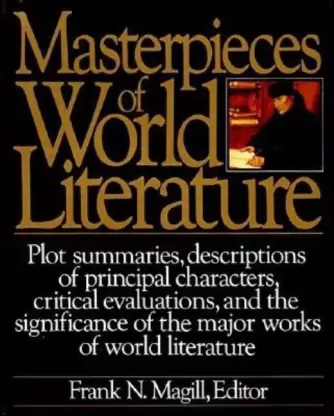 Masterpieces
of
World
Literature
Plot summaries, descriptions
of principal characters,
critical evaluations, and the
significance of the major works
of world literature
Frank N. Magill, Editor